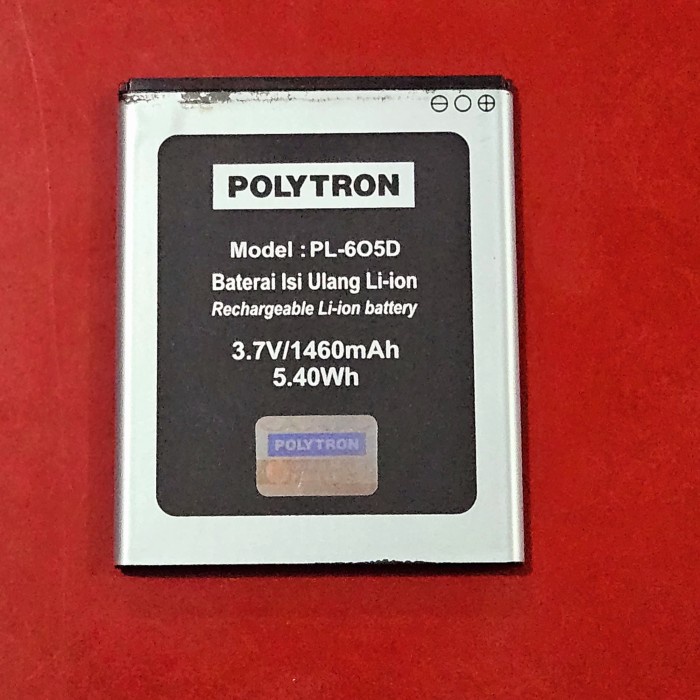 ⊖○⊕
POLYTRON
Model : PL-6O5D
Baterai Isi Ulang Li-ion
Rechargeable Li-ion battery
3.7V/1460mAh
5.40Wh
POLYTRON